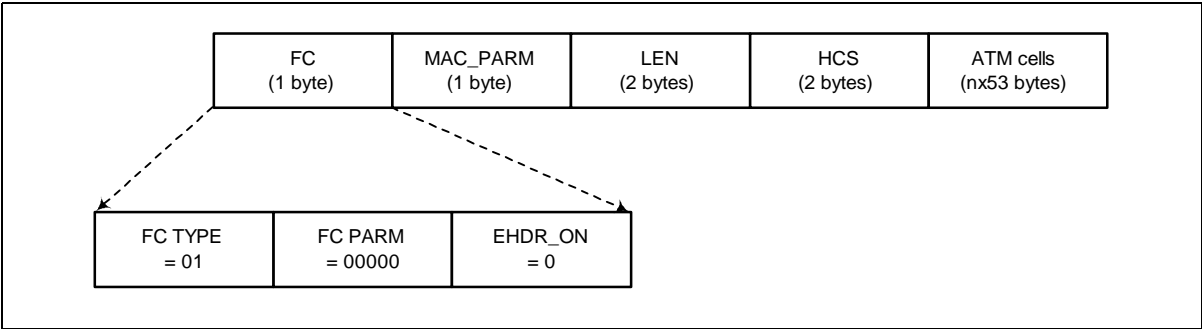 FC
(1 byte)
MAC_PARM
(1 byte)
LEN
(2 bytes)
HCS
(2 bytes)
ATM cells
(nx53 bytes)
FC TYPE
= 01
FC PARM
= 00000
EHDR_ON
= 0